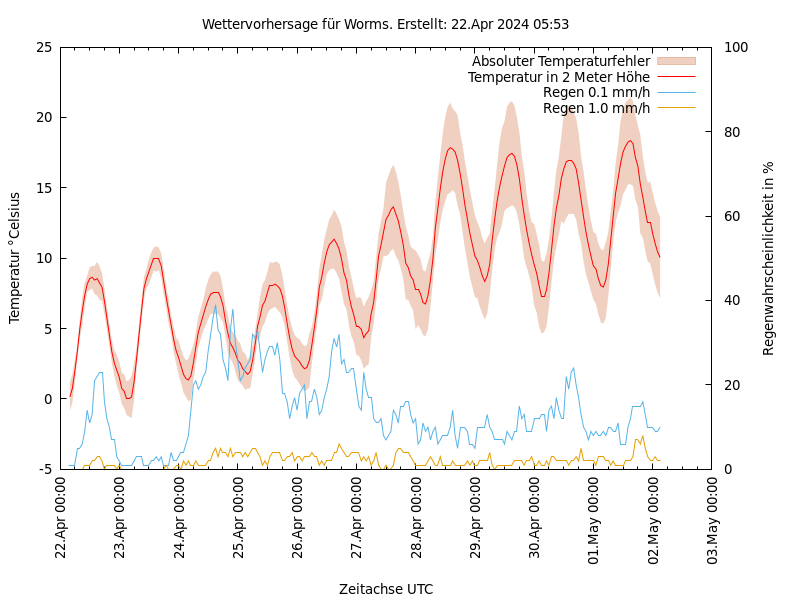 Wettervorhersage für Worms. Erstellt: 22.Apr 2024 05:53
Absoluter Temperaturfehler
Temperatur in 2 Meter Höhe
Regen 0.1 mm/h
Regen 1.0 mm/h
Temperatur °Celsius
25
20
15
10
5
0
-5
Regenwahrscheinlichkeit in %
100
80
60
40
20
0
22.Apr 00:00
23.Apr 00:00
24.Apr 00:00
25.Apr 00:00
26.Apr 00:00
27.Apr 00:00
28.Apr 00:00
29.Apr 00:00
30.Apr 00:00
01.May 00:00
02.May 00:00
03.May 00:00
Zeitachse UTC